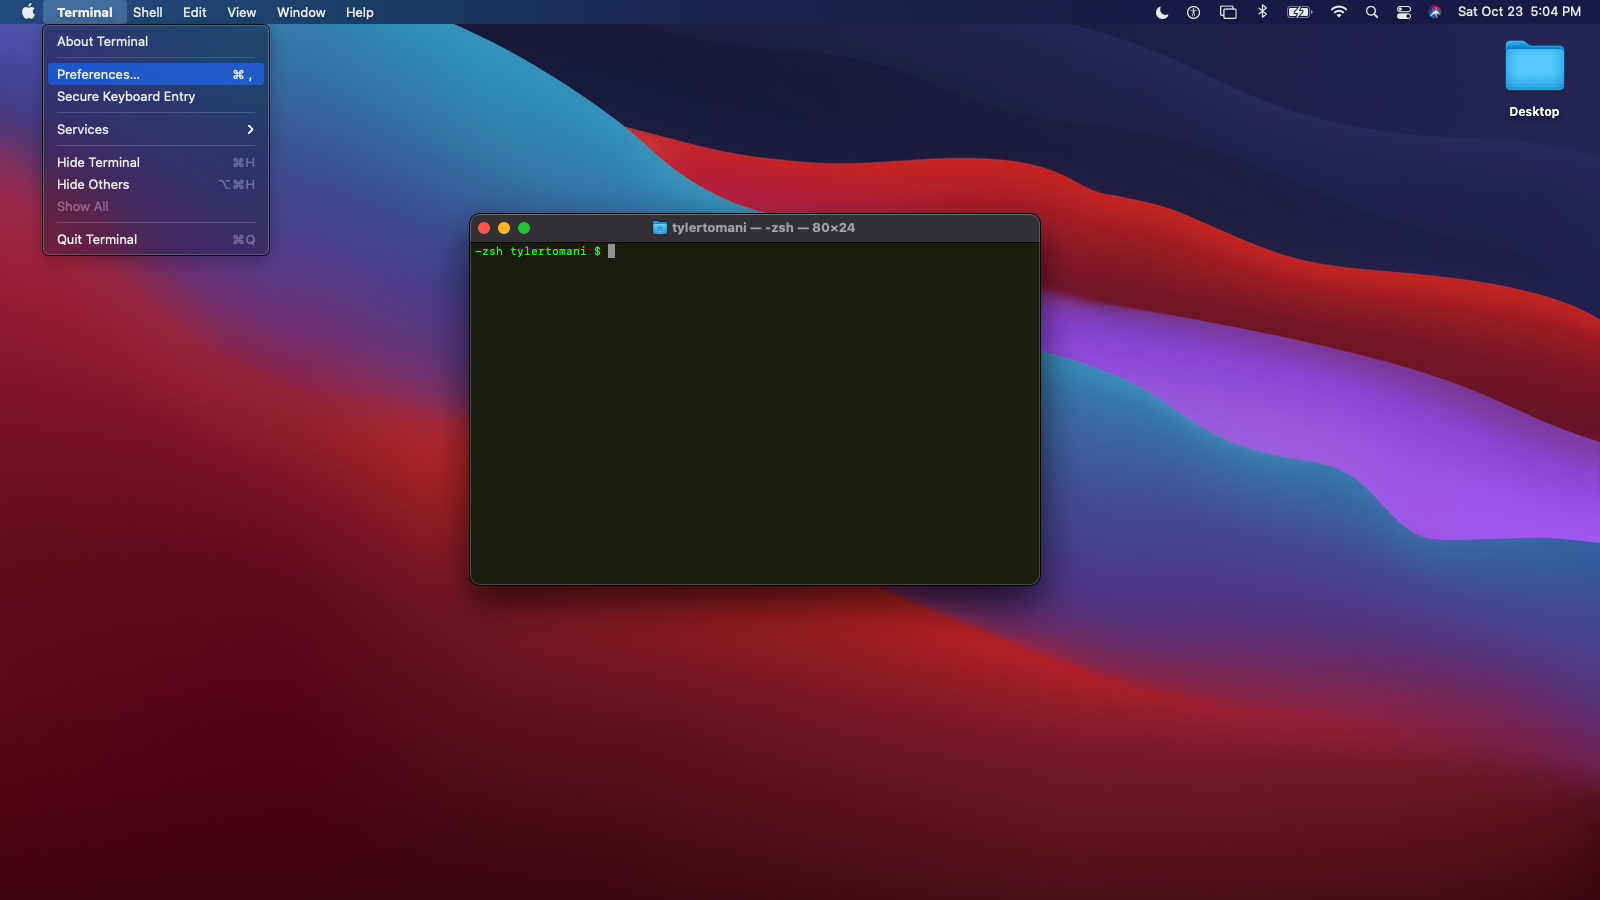 Terminal Shell Edit View Window Help Sat Oct 23 5:04 PM
About Terminal
Preferences... ⌘ ,
Secure Keyboard Entry
Services
Hide Terminal ⌘H
Hide Others ⌥⌘H
Show All
Quit Terminal ⌘Q
Desktop
tylertomani — -zsh — 80×24
-zsh tylertomani $